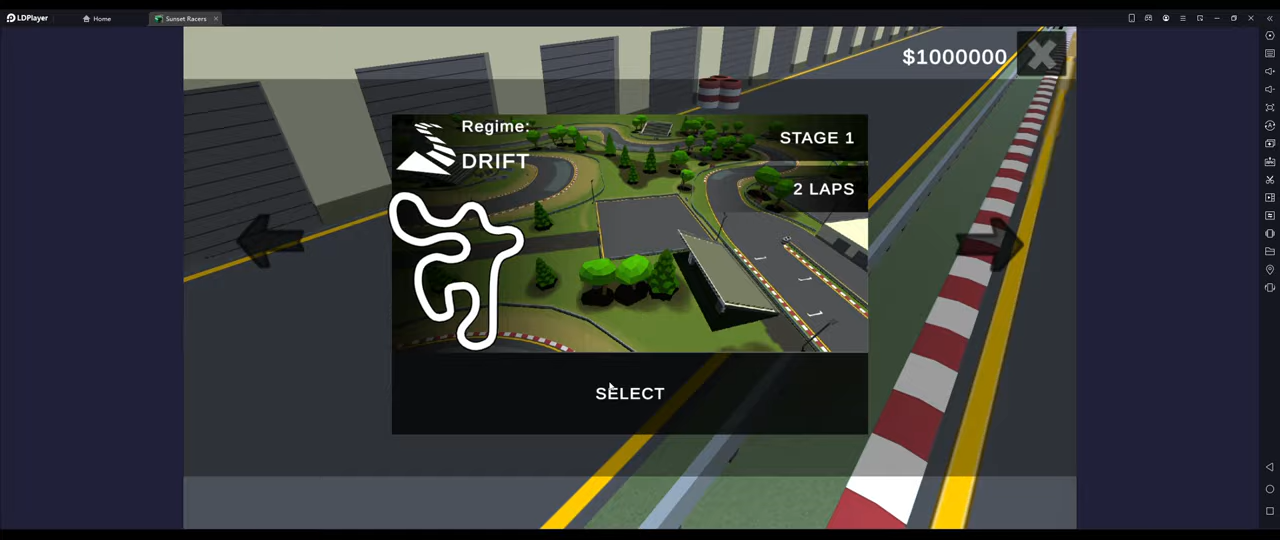 LDPlayer
Home
Sunset Racers
$1000000
Regime:
DRIFT
STAGE 1
2 LAPS
SELECT